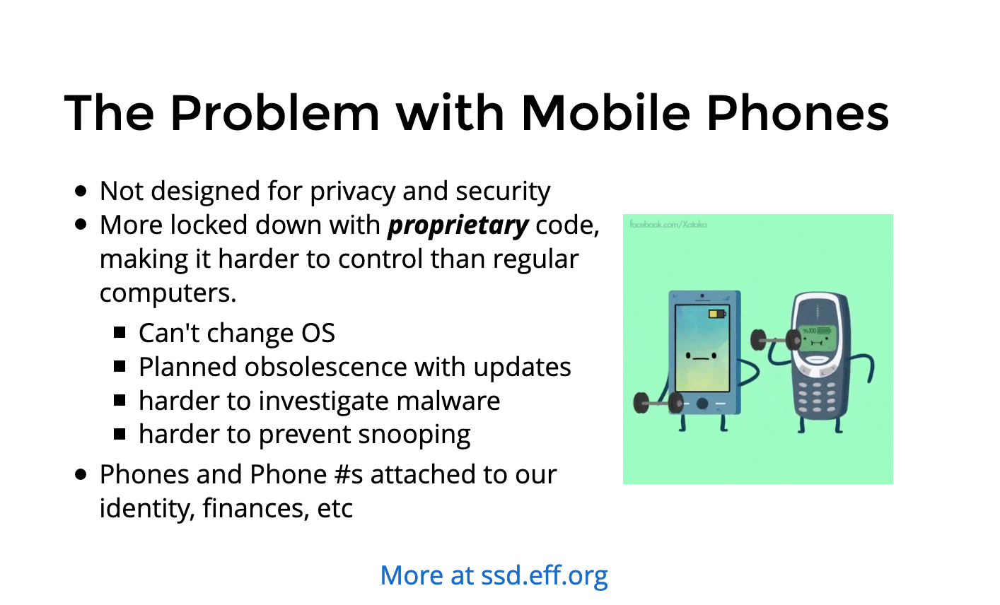 The Problem with Mobile Phones
Not designed for privacy and security
More locked down with proprietary code,
making it harder to control than regular
computers.
Can't change OS
Planned obsolescence with updates
harder to investigate malware
harder to prevent snooping
Phones and Phone #s attached to our
identity, finances, etc
facebook.com/Xataka
%100
More at ssd.eff.org